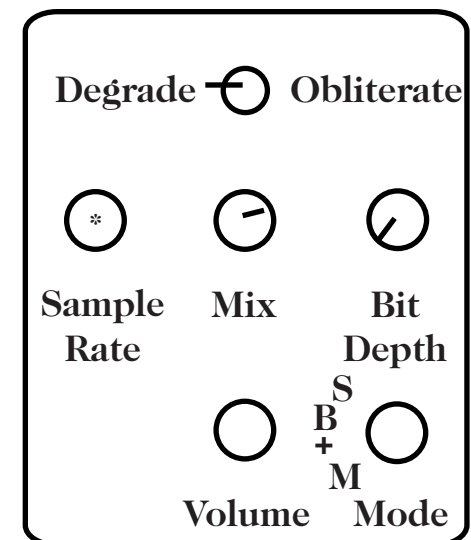 Degrade Obliterate
*
Sample Mix Bit
Rate Depth
S
B
+
M
Volume Mode